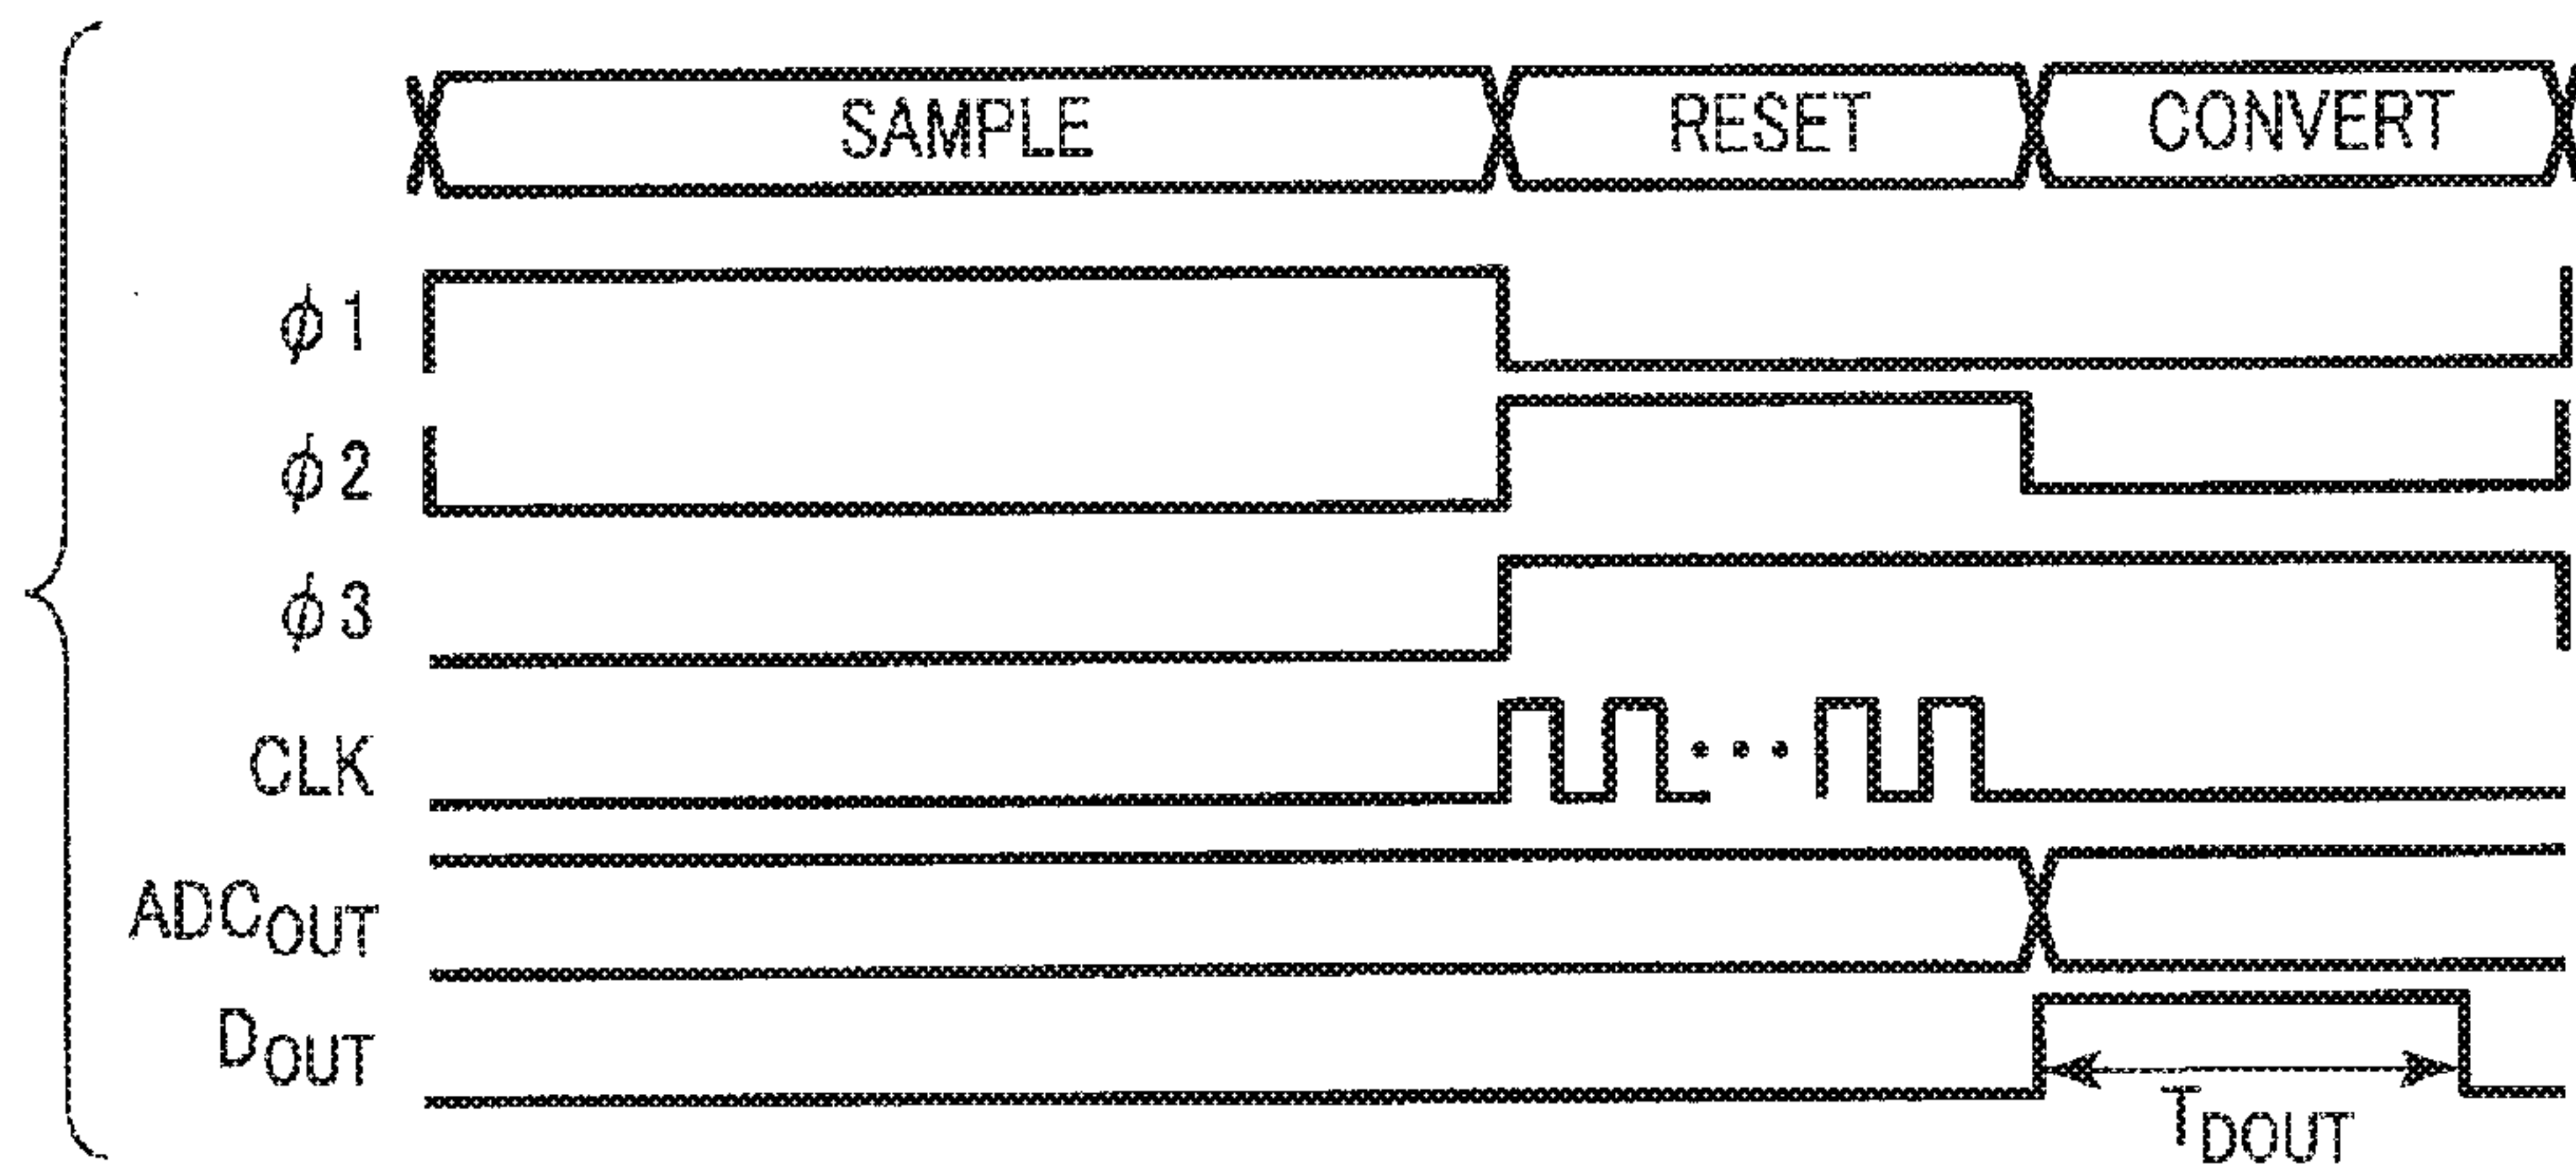 SAMPLE RESET CONVERT
ϕ1
ϕ2
ϕ3
CLK
ADCOUT
DOUT
TDOUT